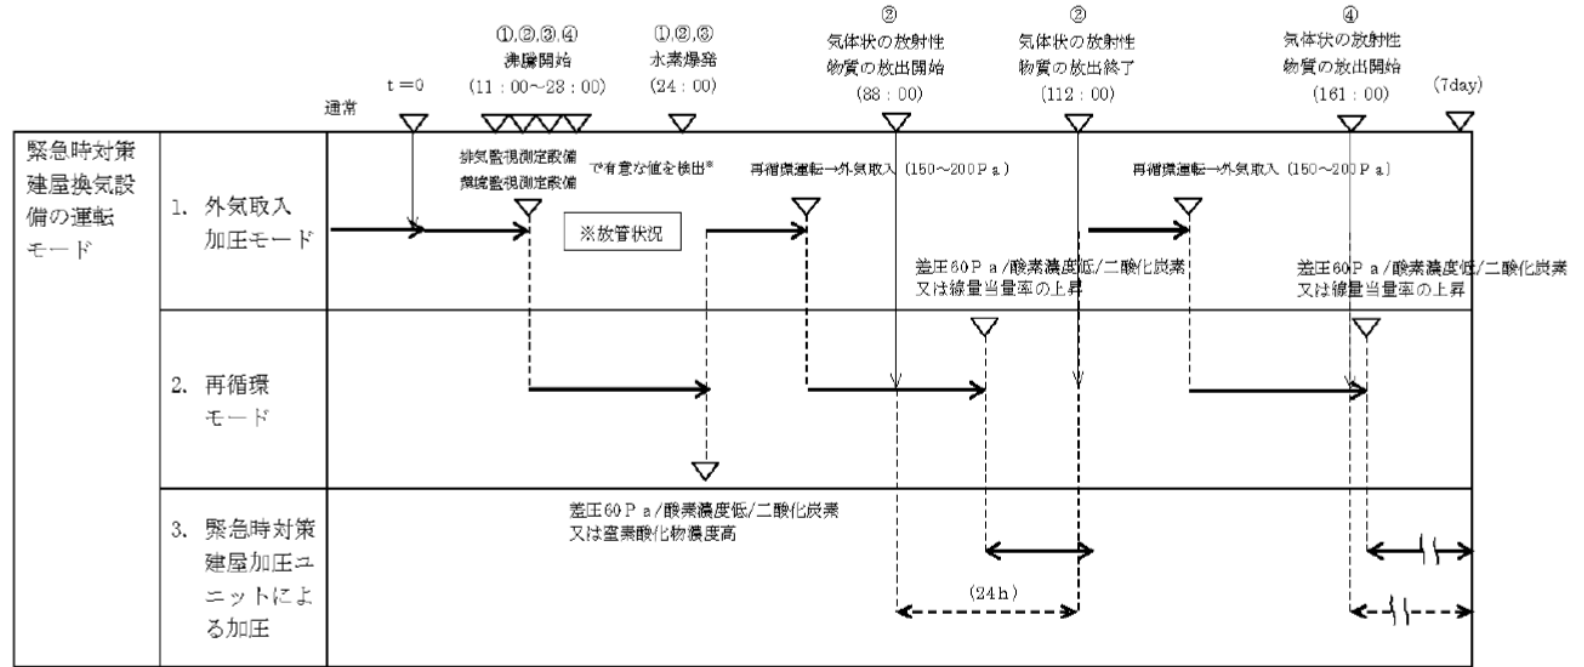 ①,②,③,④
沸騰開始
(11:00～23:00)
①,②,③
水素爆発
(24:00)
②
気体状の放射性
物質の放出開始
(88:00)
②
気体状の放射性
物質の放出終了
(112:00)
④
気体状の放射性
物質の放出開始
(161:00)
(7day)
通常
t=0
緊急時対策
建屋換気設
備の運転
モード
1. 外気取入
加圧モード
排気監視測定設備
環境監視測定設備
で有意な値を検出※
※放管状況
再循環運転→外気取入 (150～200Pa)
再循環運転→外気取入 (150～200Pa)
差圧60Pa/酸素濃度低/二酸化炭素
又は線量当量率の上昇
差圧60Pa/酸素濃度低/二酸化炭素
又は線量当量率の上昇
2. 再循環
モード
3. 緊急時対策
建屋加圧ユ
ニットによ
る加圧
差圧60Pa/酸素濃度低/二酸化炭素
又は窒素酸化物濃度高
(24h)